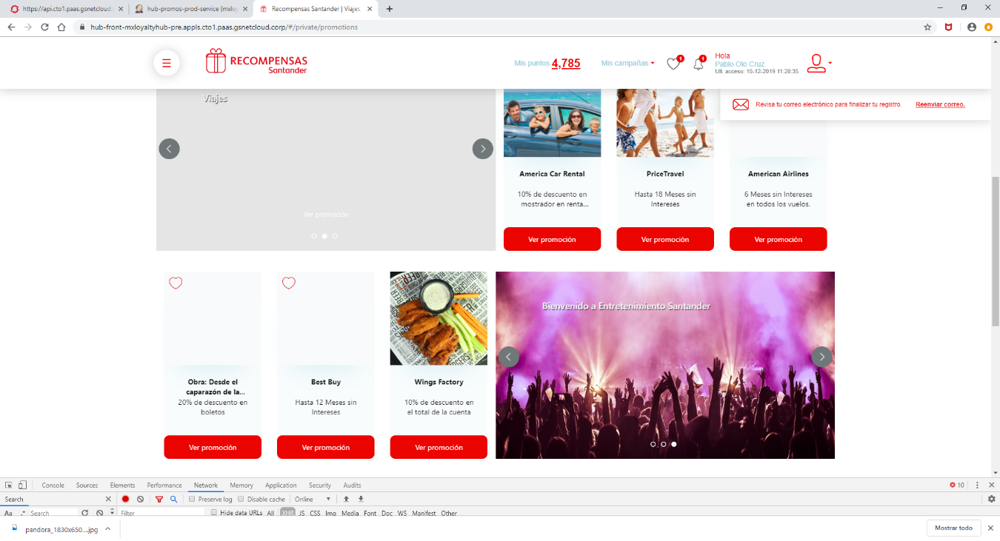 https://api.cto1.paas.gsnetcloud.
hub-promos-prod-service [mxloy
Recompensas Santander | Viajes,
hub-front-mxloyaltyhub-pre.appls.cto1.paas.gsnetcloud.corp/#/private/promotions
RECOMPENSAS
Santander
Mis puntos 4,785
Mis campañas
1
1
Hola
Pablo Olo Cruz
Ult. acceso: 10-12-2019 11:28:35
Revisa tu correo electrónico para finalizar tu registro. Reenviar correo.
Viajes
Ver promoción
America Car Rental
10% de descuento en
mostrador en renta...
Ver promoción
PriceTravel
Hasta 18 Meses sin
Intereses
Ver promoción
American Airlines
6 Meses sin Intereses
en todos los vuelos.
Ver promoción
Obra: Desde el
caparazón de la...
20% de descuento en
boletos
Ver promoción
Best Buy
Hasta 12 Meses sin
Intereses
Ver promoción
Wings Factory
10% de descuento en
el total de la cuenta
Ver promoción
Bienvenido a Entretenimiento Santander
Console Sources Elements Performance Network Memory Application Security Audits 10
Search
Preserve log Disable cache Online
Aa .* Search
Filter Hide data URLs All XHR JS CSS Img Media Font Doc WS Manifest Other
pandora_1830x650....jpg
Mostrar todo